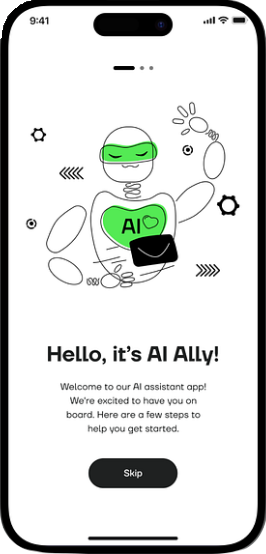 9:41
AI
Hello, it's AI Ally!
Welcome to our AI assistant app!
We're excited to have you on
board. Here are a few steps to
help you get started.
Skip